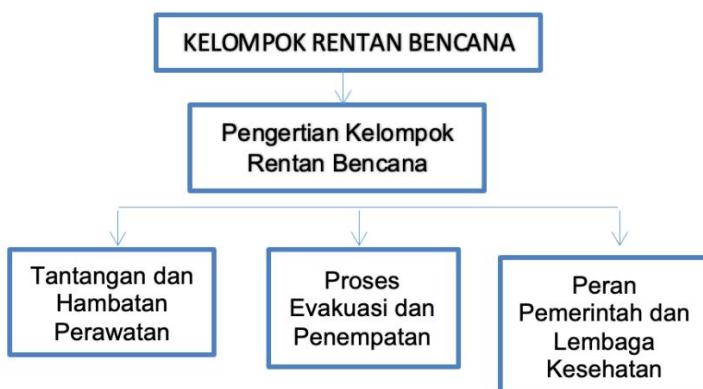 KELOMPOK RENTAN BENCANA
Pengertian Kelompok
Rentan Bencana
Tantangan dan
Hambatan
Perawatan
Proses
Evakuasi dan
Penempatan
Peran
Pemerintah dan
Lembaga
Kesehatan